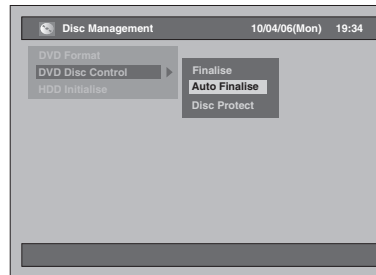 Disc Management 10/04/06(Mon) 19:34
DVD Format
DVD Disc Control
HDD Initialise
Finalise
Auto Finalise
Disc Protect